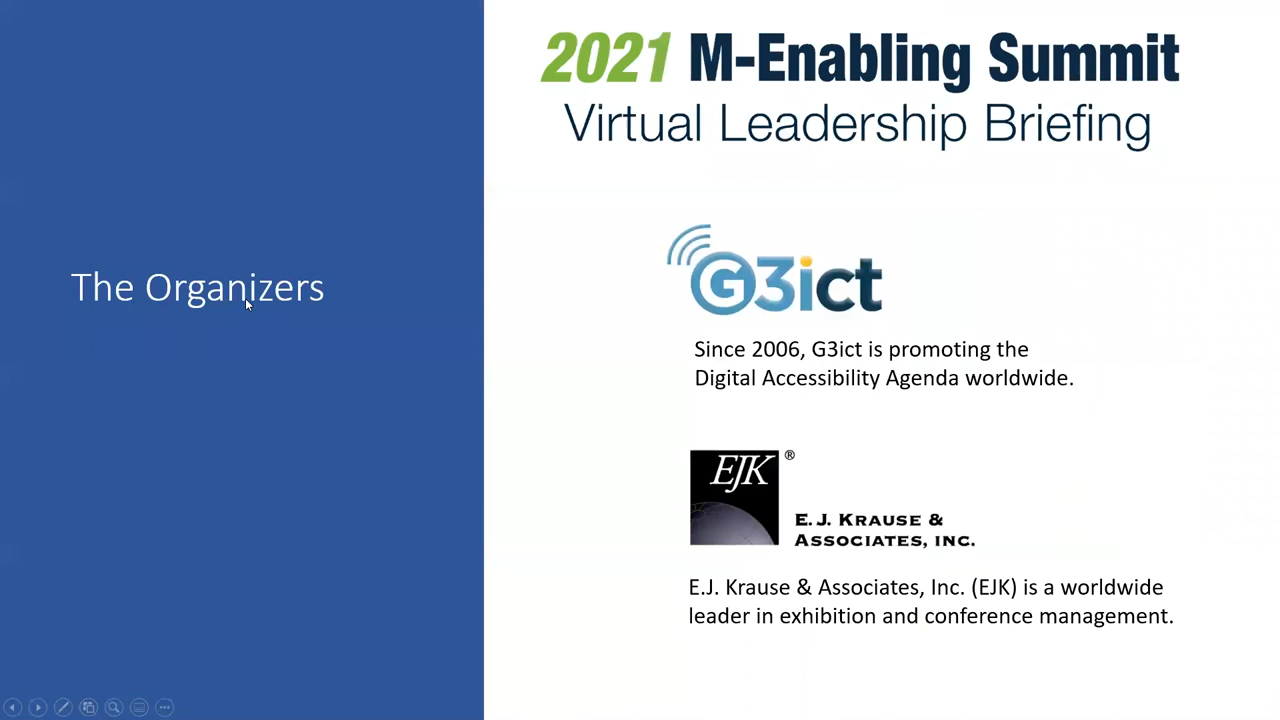 The Organizers
2021 M-Enabling Summit
Virtual Leadership Briefing
G3ict
Since 2006, G3ict is promoting the
Digital Accessibility Agenda worldwide.
EJK ®
E. J. KRAUSE &
ASSOCIATES, INC.
E.J. Krause & Associates, Inc. (EJK) is a worldwide
leader in exhibition and conference management.